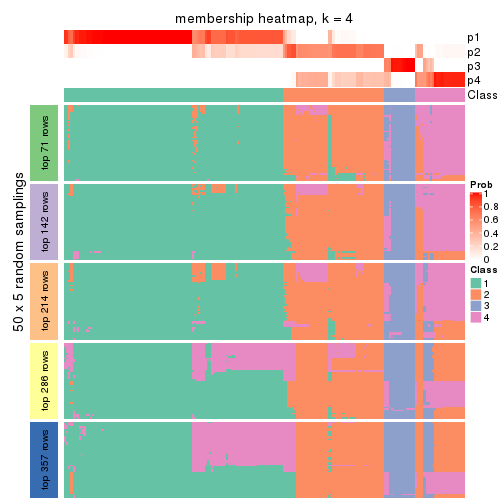 membership heatmap, k = 4
p1
p2
p3
p4
Class
50 x 5 random samplings
top 71 rows
top 142 rows
top 214 rows
top 286 rows
top 357 rows
Prob
1
0.8
0.6
0.4
0.2
0
Class
1
2
3
4